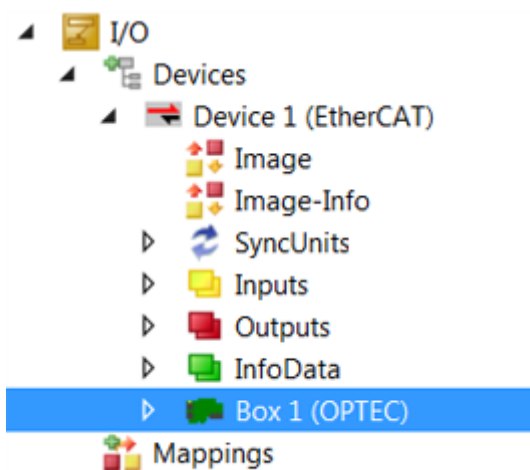 I/O
Devices
Device 1 (EtherCAT)
Image
Image-Info
SyncUnits
Inputs
Outputs
InfoData
Box 1 (OPTEC)
Mappings